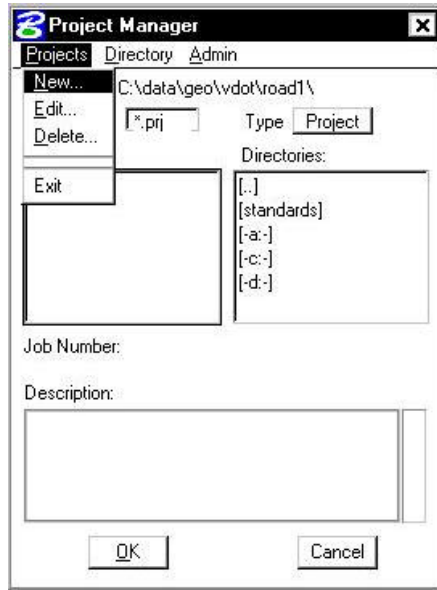 Project Manager
Projects Directory Admin
New... C:\data\geo\vdot\road1\
Edit... *.prj Type Project
Delete...
Directories:
Exit
[..]
[standards]
[-a:-]
[-c:-]
[-d:-]
Job Number:
Description:
OK Cancel